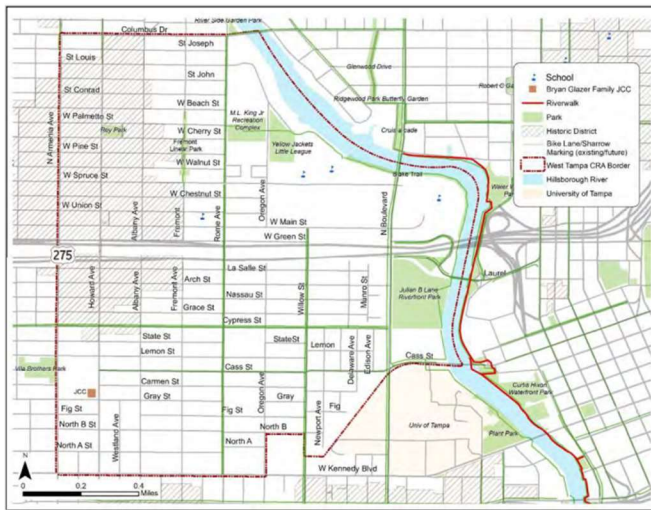 River Side Garden Park
Columbus Dr
St Joseph
St Louis
Glenwood Drive
St John
St Conrad
Ridgewood Park Butterfly Garden
W Beach St
W Palmetto St
M.L. King Jr
Recreation
Complex
Roy Park
W Cherry St
Fremont
Linear Park
Yellow Jackets
Little League
W Pine St
W Walnut St
W Spruce St
W Chestnut St
W Union St
N Armenia Ave
Albany Ave
Fremont
Rome Ave
Oregon Ave
N Boulevard
W Main St
W Green St
275
Howard Ave
Albany Ave
Fremont Ave
La Salle St
Arch St
Nassau St
Grace St
Cypress St
Willow St
Munro St
Laurel
Julian B Lane
Riverfront Park
State St
StateSt
Lemon
Lemon St
Cass St
Cass St
Delaware Ave
Edison Ave
Carmen St
JCC
Gray St
Gray
Oregon Ave
Fig St
Fig St
Fig
Newport Ave
North B St
North B
North A St
North A
Westland Ave
Curtis Hixon
Waterfront Park
Univ of Tampa
Plant Park
W Kennedy Blvd
N
0
0.2
0.4
Miles
School
Bryan Glazer Family JCC
Riverwalk
Park
Historic District
Bike Lane/Sharrow
Marking (existing/future)
West Tampa CRA Border
Hillsborough River
University of Tampa